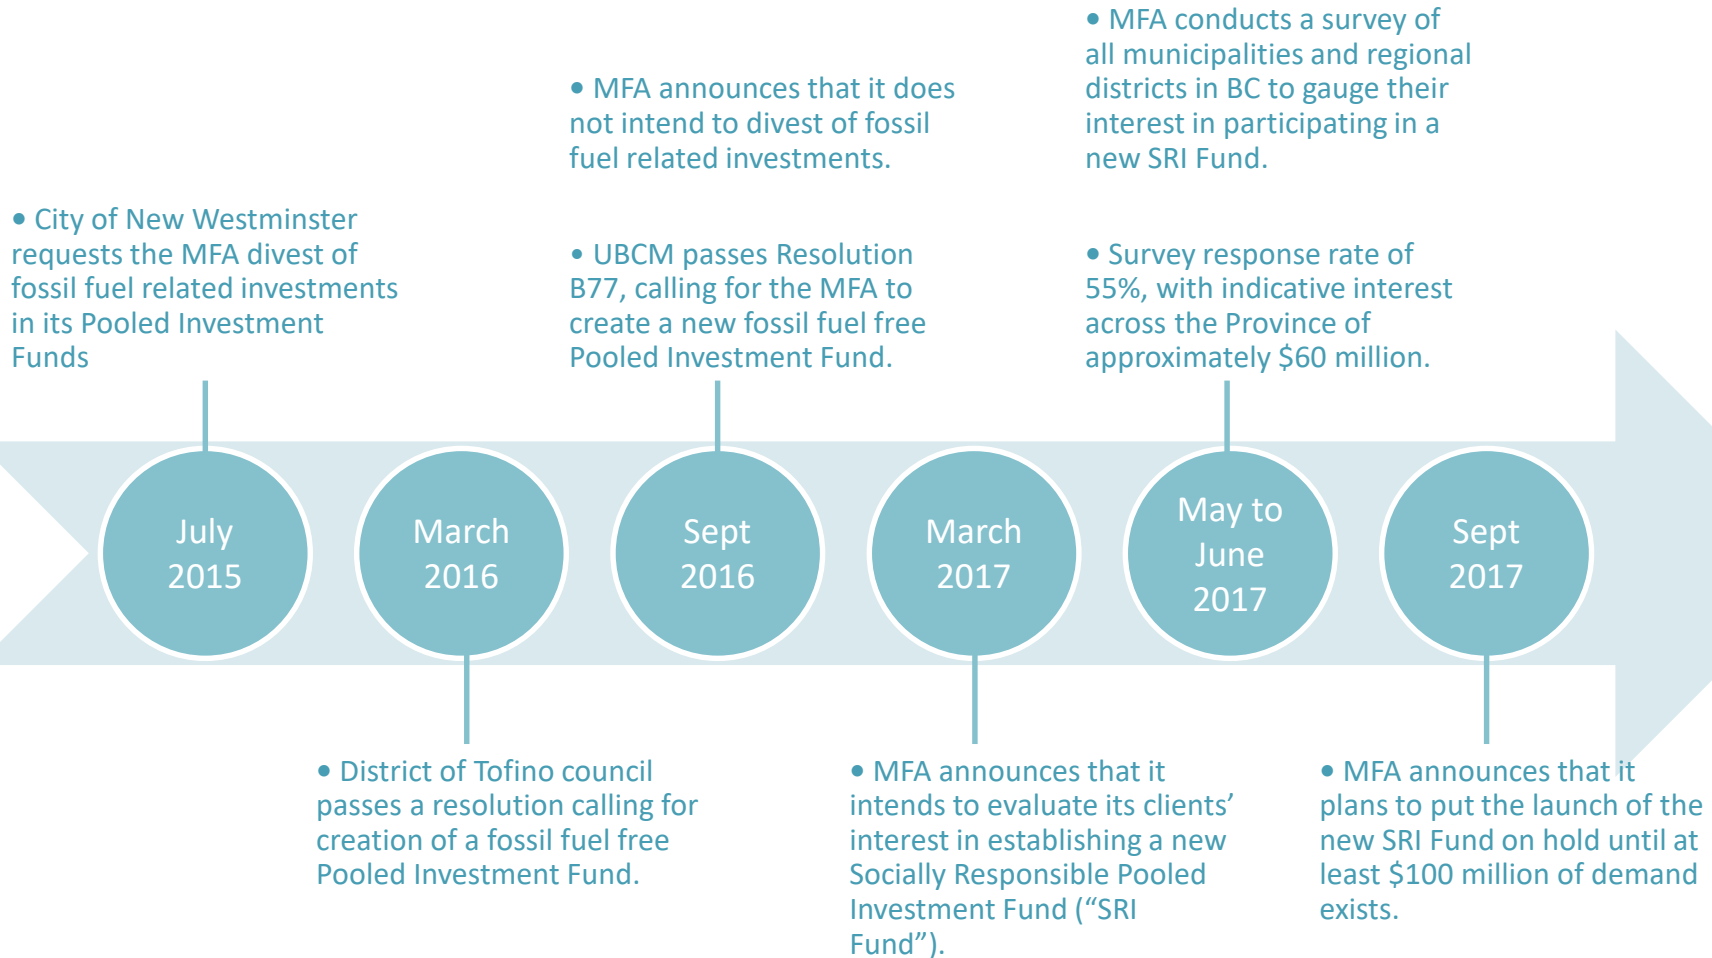 • City of New Westminster
requests the MFA divest of
fossil fuel related investments
in its Pooled Investment
Funds
• MFA announces that it does
not intend to divest of fossil
fuel related investments.
• UBCM passes Resolution
B77, calling for the MFA to
create a new fossil fuel free
Pooled Investment Fund.
• MFA conducts a survey of
all municipalities and regional
districts in BC to gauge their
interest in participating in a
new SRI Fund.
• Survey response rate of
55%, with indicative interest
across the Province of
approximately $60 million.
July
2015
March
2016
Sept
2016
March
2017
May to
June
2017
Sept
2017
• District of Tofino council
passes a resolution calling for
creation of a fossil fuel free
Pooled Investment Fund.
• MFA announces that it
intends to evaluate its clients’
interest in establishing a new
Socially Responsible Pooled
Investment Fund (“SRI
Fund”).
• MFA announces that it
plans to put the launch of the
new SRI Fund on hold until at
least $100 million of demand
exists.